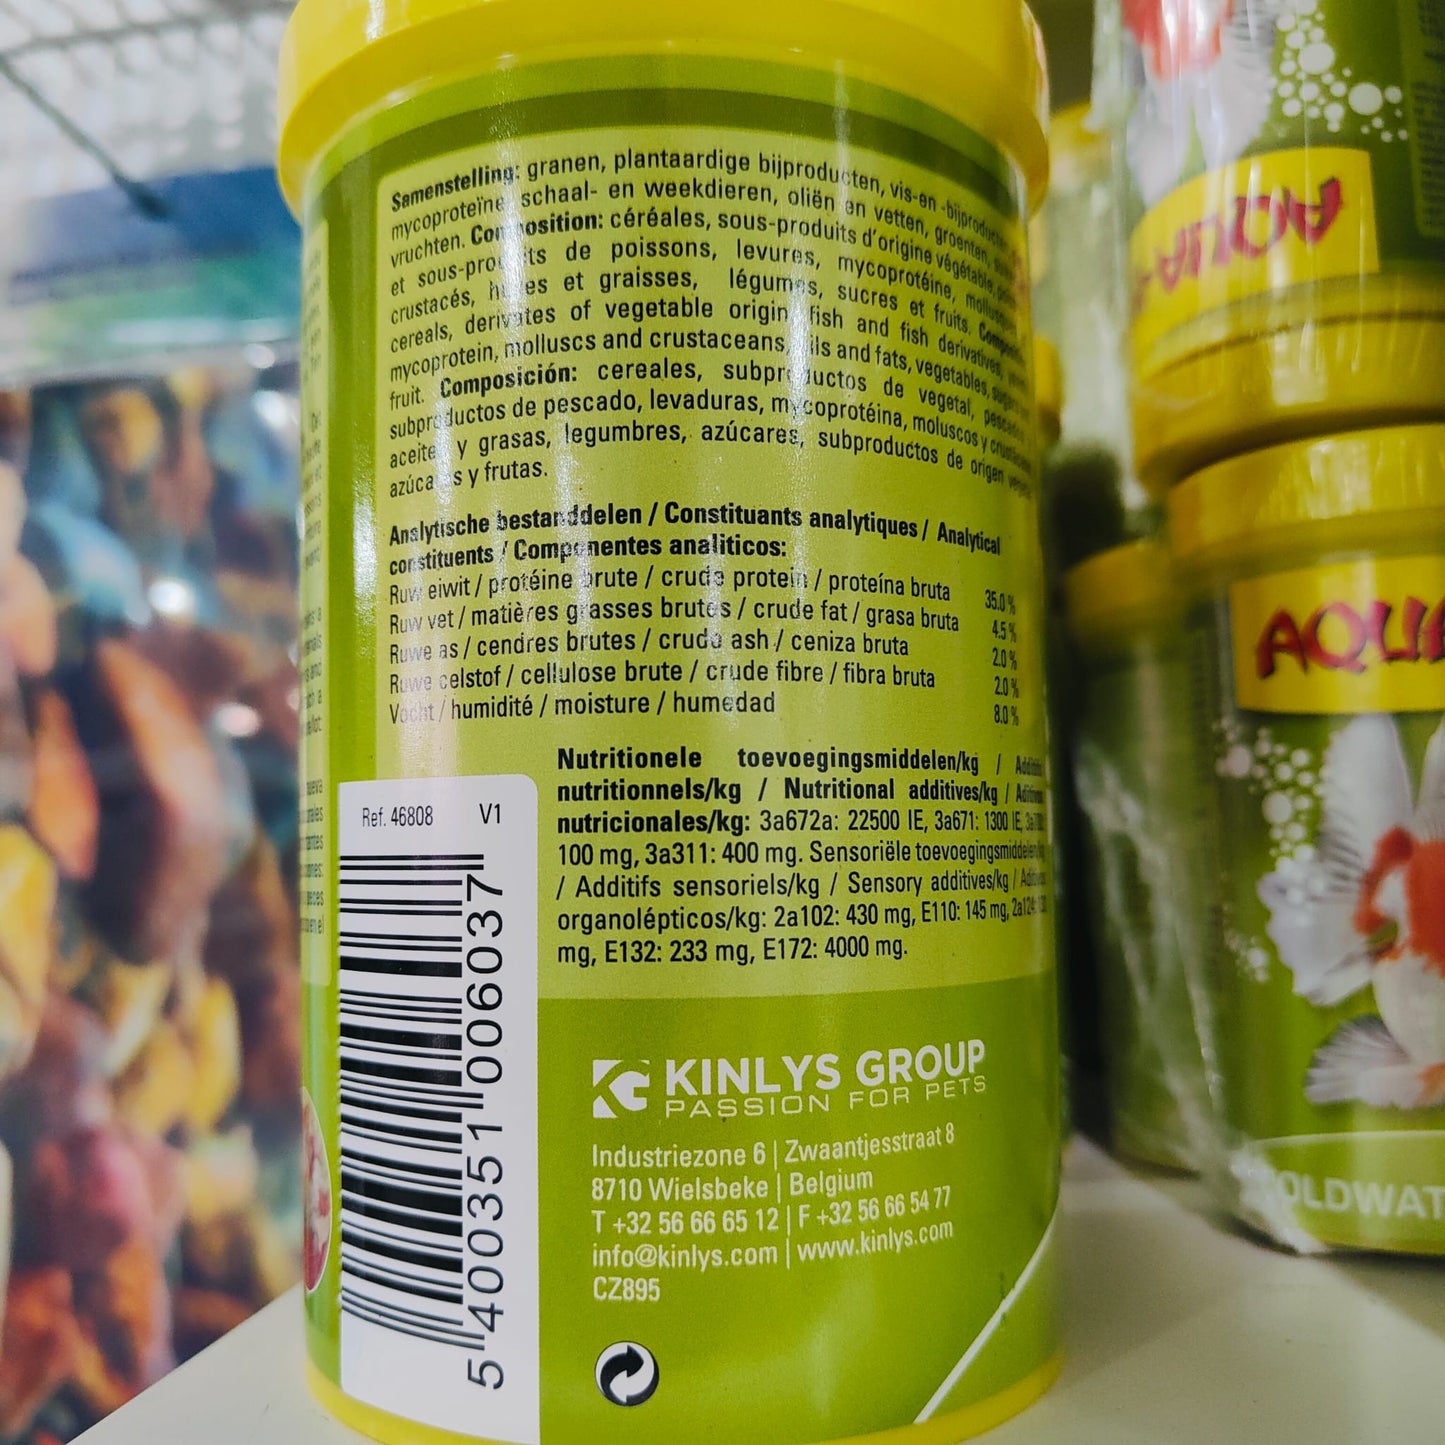 Samenstelling: granen, plantaardige bijproducten, vis-en -bijproducten,
mycoproteïne, schaal- en weekdieren, oliën en vetten, groenten,
vruchten. Composition: céréales, sous-produits d'origine végétale,
et sous-produits de poissons, levures, mycoprotéine,
crustacés, huiles et graisses, légumes, sucres et fruits.
cereals, derivates of vegetable origin, fish and fish derivatives,
mycoprotein, molluscs and crustaceans, oils and fats, vegetables,
fruit. Composición: cereales, subproductos de vegetal,
subproductos de pescado, levaduras, mycoproteína, moluscos y
aceite y grasas, legumbres, azúcares, subproductos de origen
azúcares y frutas.
Analytische bestanddelen / Constituants analytiques / Analytical
constituents / Componentes analiticos:
Ruw eiwit / protéine brute / crude protein / proteína bruta 35.0 %
Ruw vet / matières grasses brutes / crude fat / grasa bruta 4.5 %
Ruwe as / cendres brutes / crude ash / ceniza bruta 2.0 %
Ruwe celstof / cellulose brute / crude fibre / fibra bruta 2.0 %
Vocht / humidité / moisture / humedad 8.0 %
Nutritionele toevoegingsmiddelen/kg /
nutritionnels/kg / Nutritional additives/kg /
nutricionales/kg: 3a672a: 22500 IE, 3a671: 1300 IE,
100 mg, 3a311: 400 mg. Sensoriële toevoegingsmiddelen/kg
/ Additifs sensoriels/kg / Sensory additives/kg /
organolépticos/kg: 2a102: 430 mg, E110: 145 mg,
mg, E132: 233 mg, E172: 4000 mg.
Ref. 46808 V1
5 400351 006037
KG KINLYS GROUP
PASSION FOR PETS
Industriezone 6 | Zwaantjesstraat 8
8710 Wielsbeke | Belgium
T +32 56 66 65 12 | F +32 56 66 54 77
info@kinlys.com | www.kinlys.com
CZ895
AQUA
AQUA